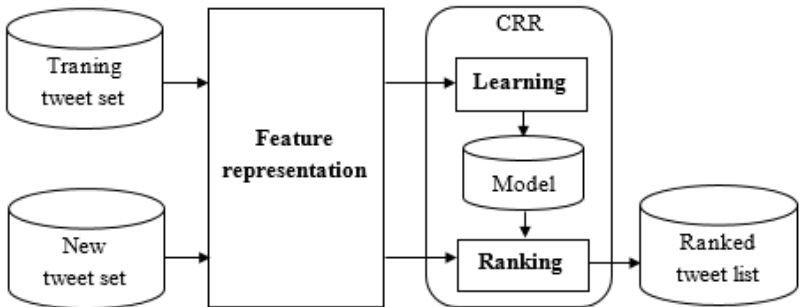 Traning
tweet set
New
tweet set
Feature
representation
CRR
Learning
Model
Ranking
Ranked
tweet list